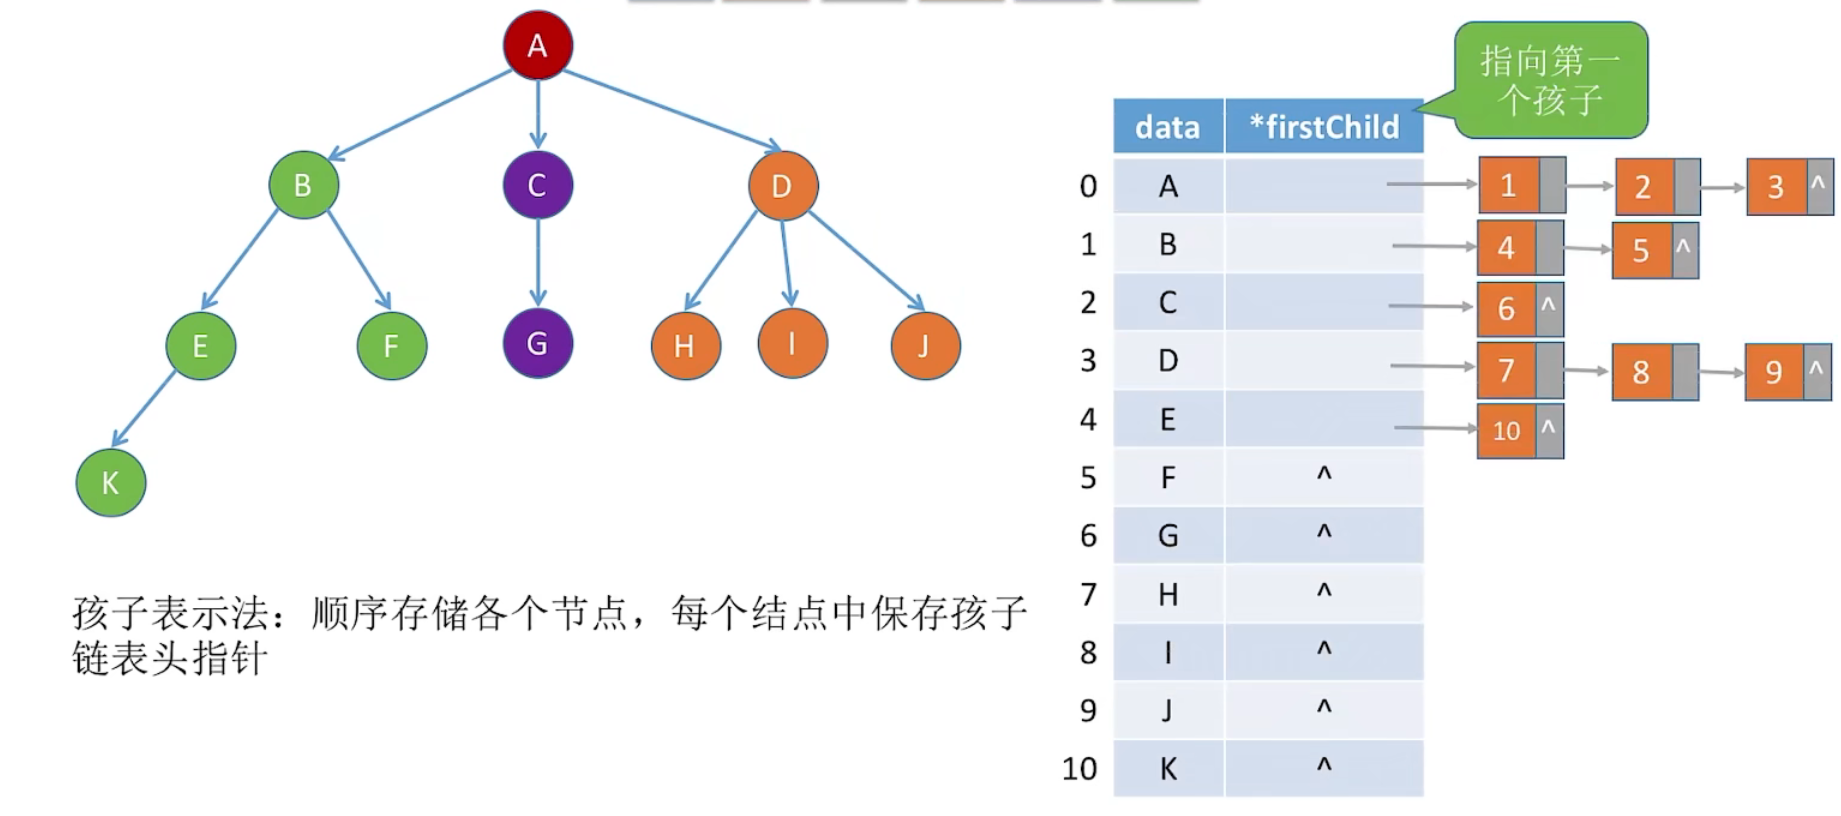 A
B
C
D
E
F
G
H
I
J
K
孩子表示法：顺序存储各个节点，每个结点中保存孩子
链表头指针
指向第一
个孩子
data *firstChild
0 A 1 2 3 ^
1 B 4 5 ^
2 C 6 ^
3 D 7 8 9 ^
4 E 10 ^
5 F ^
6 G ^
7 H ^
8 I ^
9 J ^
10 K ^